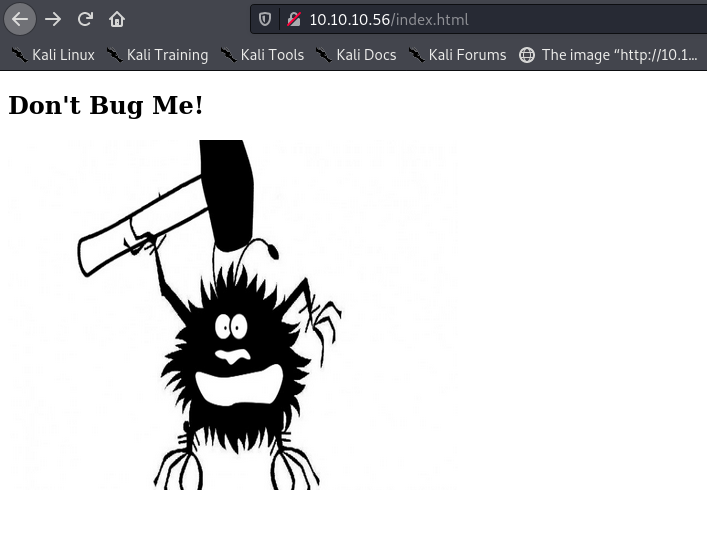 10.10.10.56/index.html
Kali Linux Kali Training Kali Tools Kali Docs Kali Forums The image “http://10.1...
Don't Bug Me!